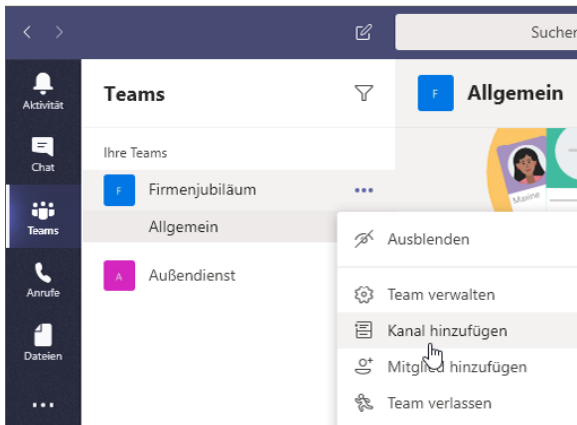 Suchen
Aktivität
Teams
F
Allgemein
Ihre Teams
Chat
F
Firmenjubiläum
Maxine
Allgemein
Teams
Ausblenden
A
Außendienst
Anrufe
Team verwalten
Kanal hinzufügen
Dateien
Mitglied hinzufügen
Team verlassen